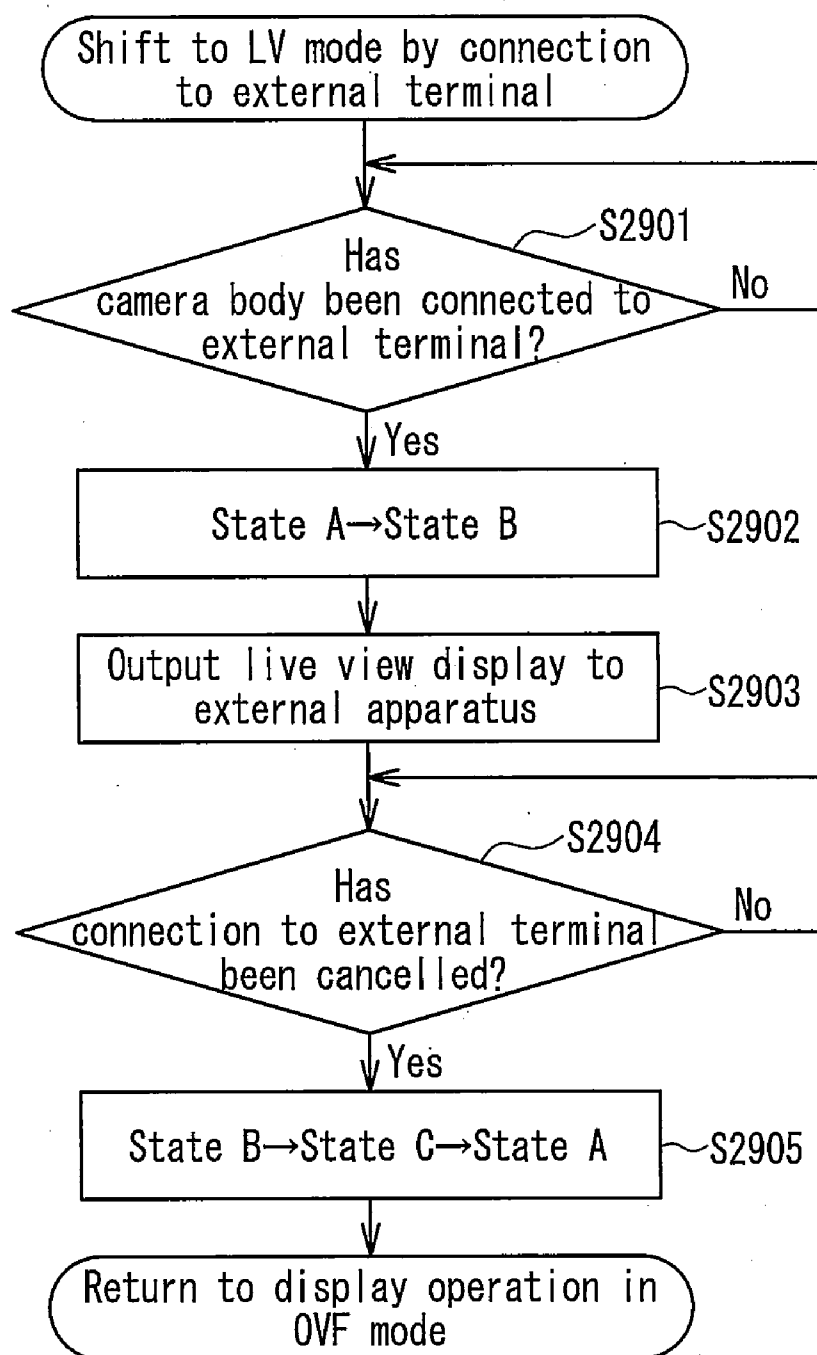 Shift to LV mode by connection
to external terminal
S2901
Has
camera body been connected to
external terminal?
No
Yes
State A→State B
S2902
Output live view display to
external apparatus
S2903
S2904
Has
connection to external terminal
been cancelled?
No
Yes
State B→State C→State A
S2905
Return to display operation in
OVF mode